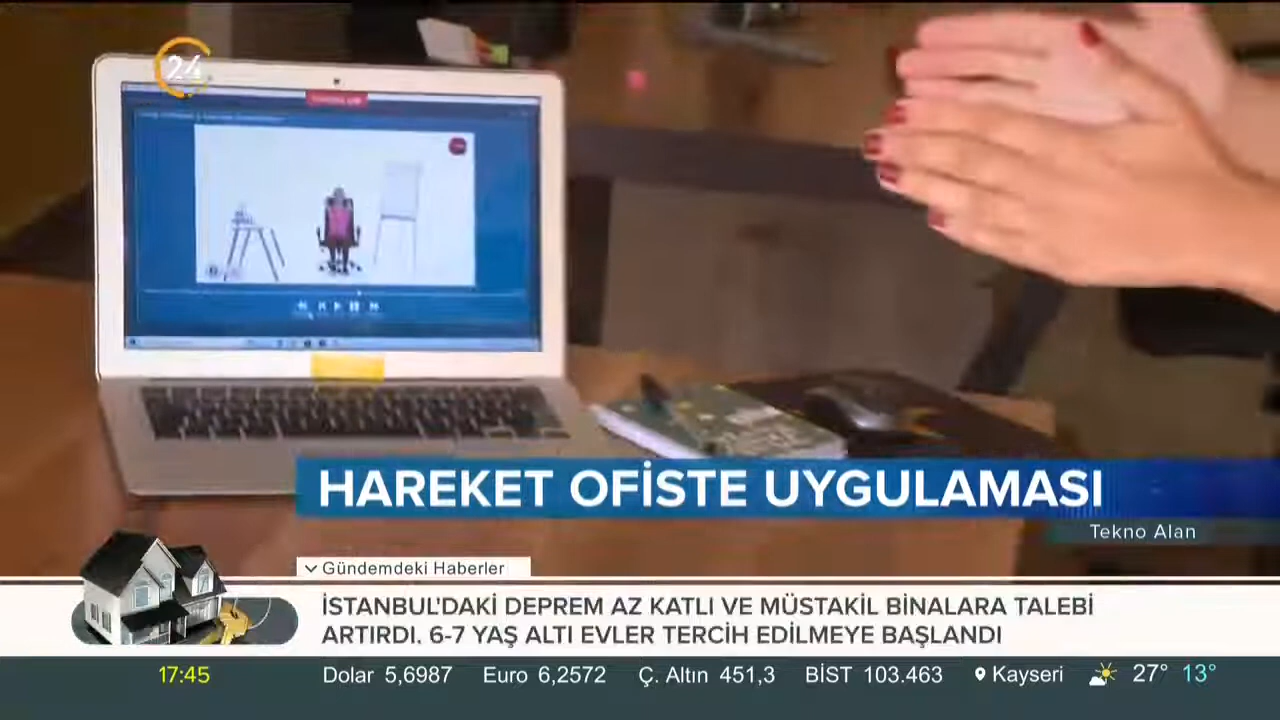 24
HAREKET OFİSTE UYGULAMASI
Tekno Alan
Gündemdeki Haberler
İSTANBUL'DAKİ DEPREM AZ KATLI VE MÜSTAKİL BİNALARA TALEBİ
ARTIRDI. 6-7 YAŞ ALTI EVLER TERCİH EDİLMEYE BAŞLANDI
17:45 Dolar 5,6987 Euro 6,2572 Ç. Altın 451,3 BİST 103.463 Kayseri 27° 13°